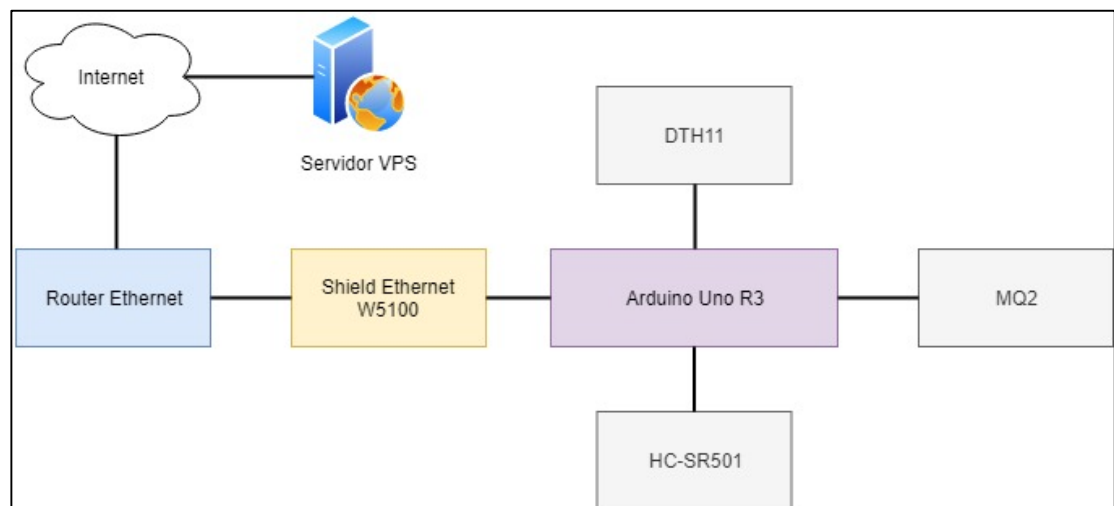 Internet
Servidor VPS
DTH11
Router Ethernet
Shield Ethernet
W5100
Arduino Uno R3
MQ2
HC-SR501